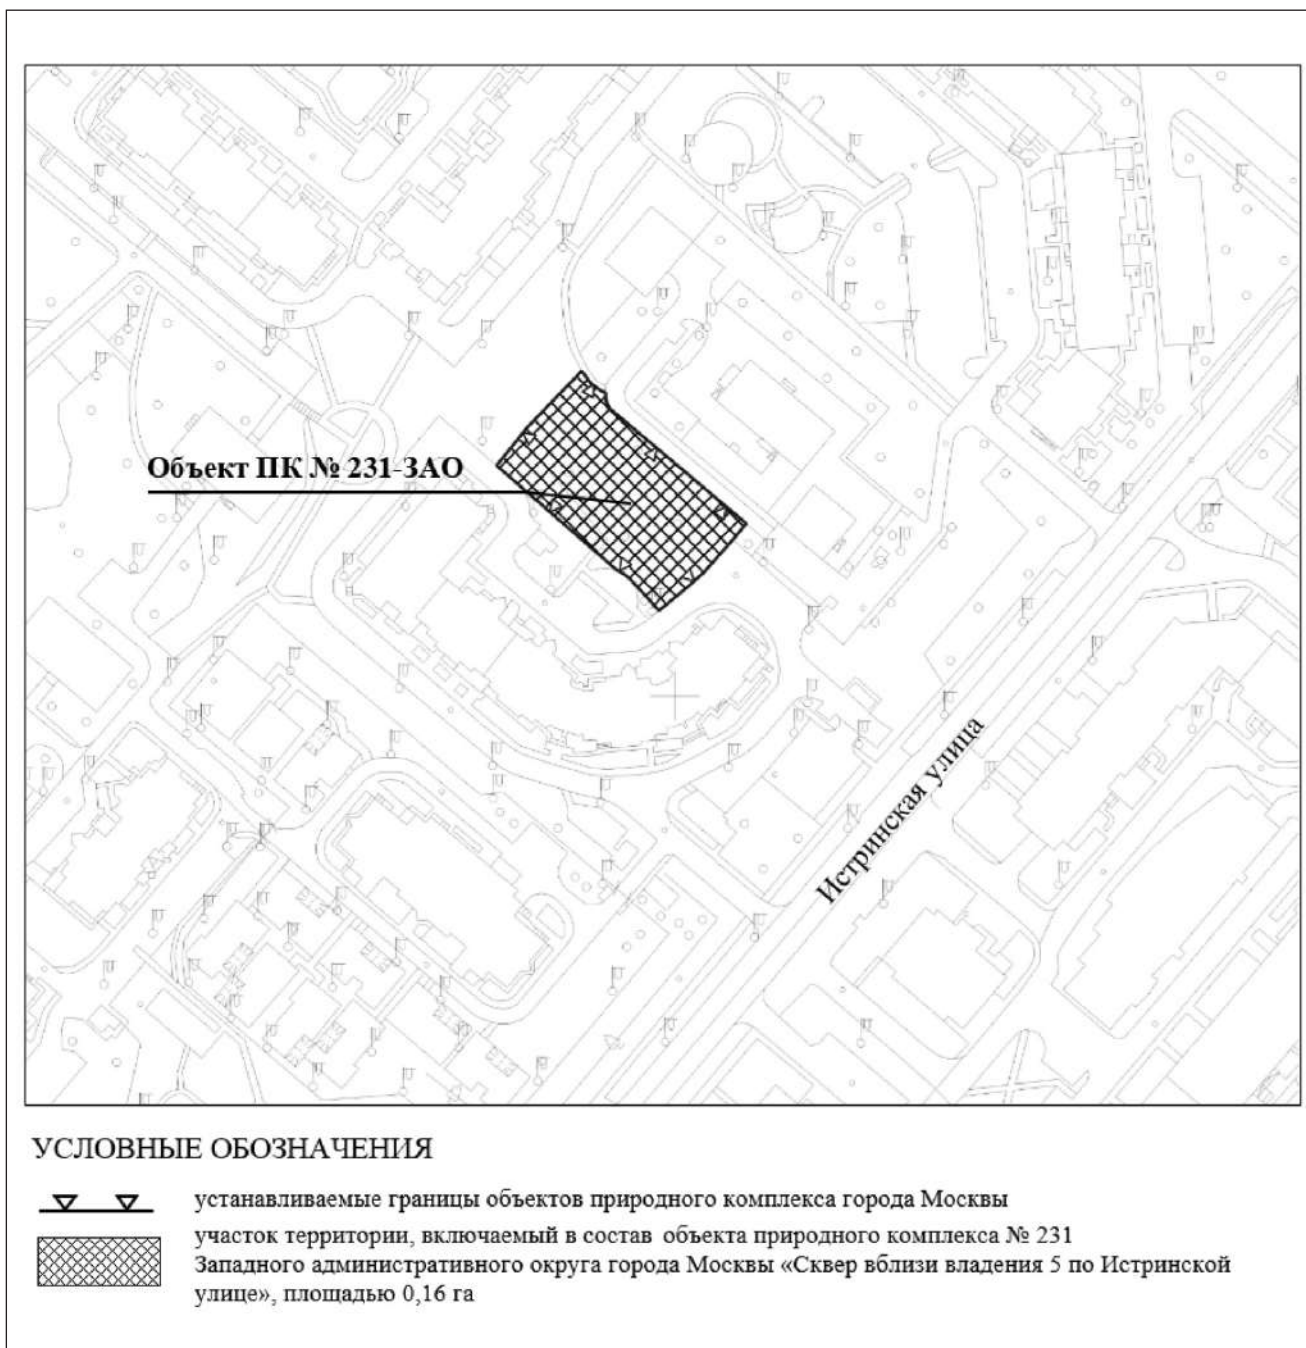 Объект ПК № 231-ЗАО
Истринская улица
УСЛОВНЫЕ ОБОЗНАЧЕНИЯ
устанавливаемые границы объектов природного комплекса города Москвы
участок территории, включаемый в состав объекта природного комплекса № 231
Западного административного округа города Москвы «Сквер вблизи владения 5 по Истринской
улице», площадью 0,16 га